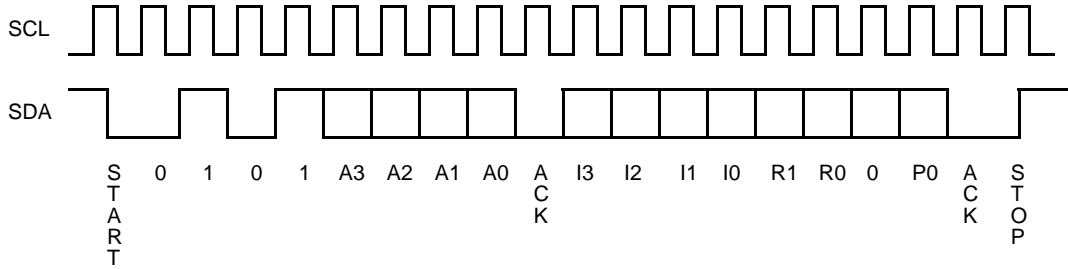 SCL
SDA
START 0 1 0 1 A3 A2 A1 A0 ACK I3 I2 I1 I0 R1 R0 0 P0 ACK STOP